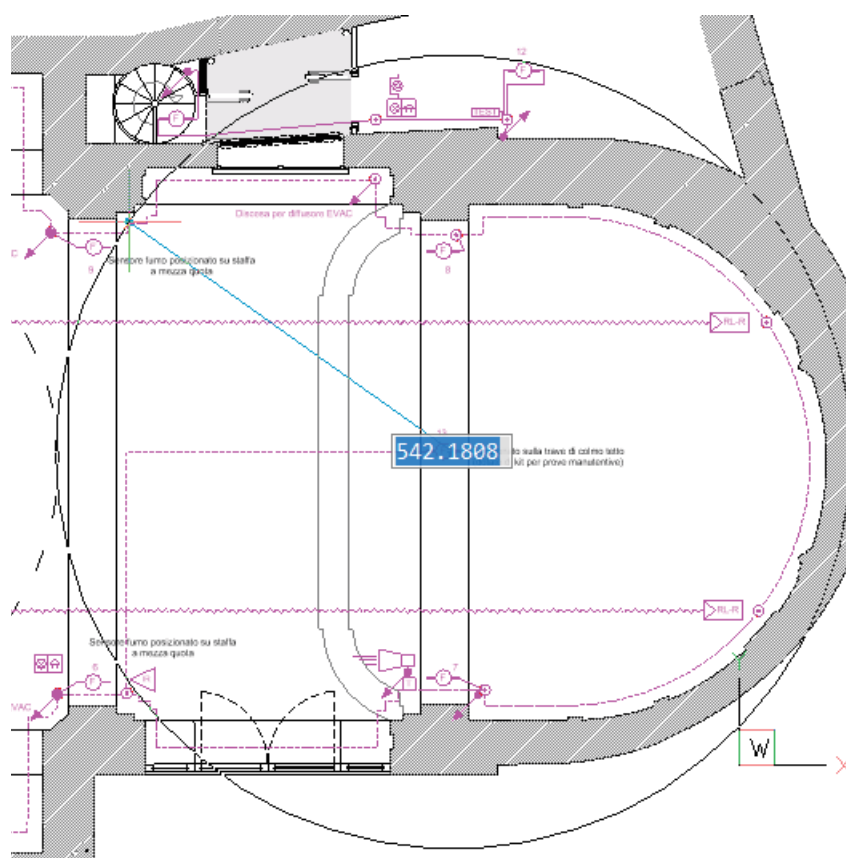 12
F
F
TEST
Discesa per diffusore EVAC
F
9
C
Sensore fumo posizionato su staffa
a mezza quota
F
8
RL-R
13
542.1808
to sulla trave di colmo tetto
kit per prove manutentive)
RL-R
Sensore fumo posizionato su staffa
a mezza quota
6
F
H
7
F
VAC
Y
W
X